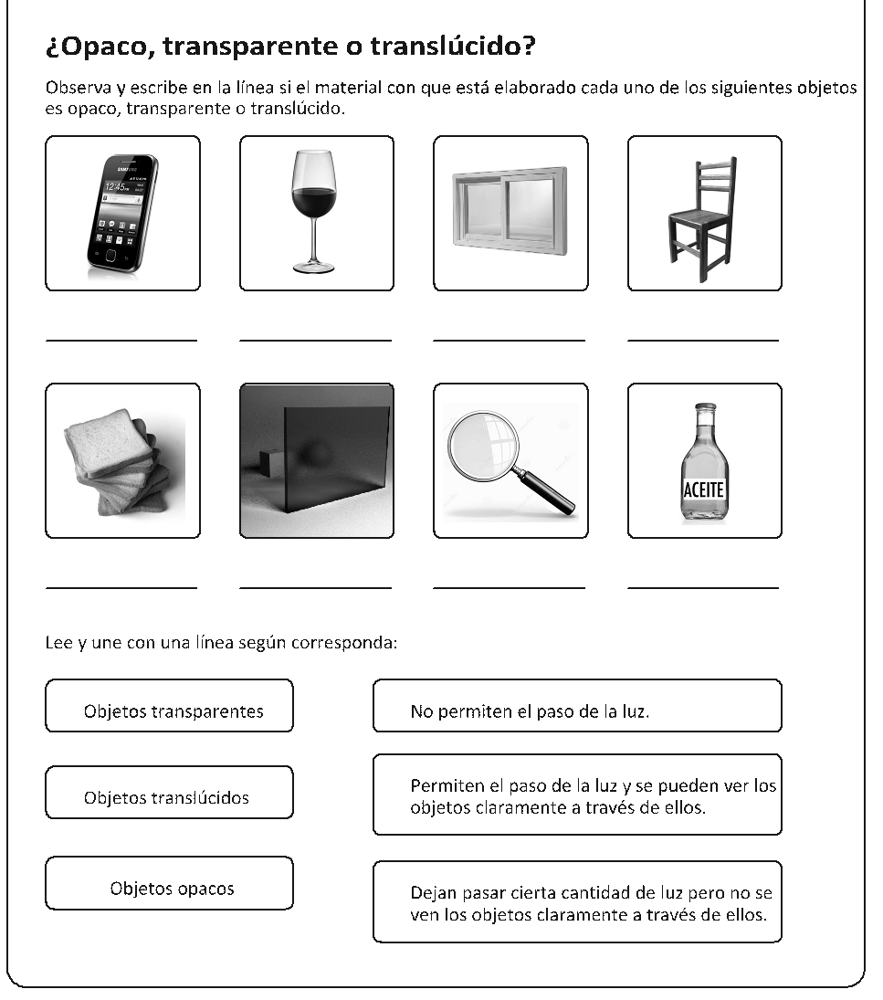 ¿Opaco, transparente o translúcido?
Observa y escribe en la línea si el material con que está elaborado cada uno de los siguientes objetos
es opaco, transparente o translúcido.
SAMSUNG
12:45
ACEITE
Lee y une con una línea según corresponda:
Objetos transparentes
No permiten el paso de la luz.
Objetos translúcidos
Permiten el paso de la luz y se pueden ver los
objetos claramente a través de ellos.
Objetos opacos
Dejan pasar cierta cantidad de luz pero no se
ven los objetos claramente a través de ellos.